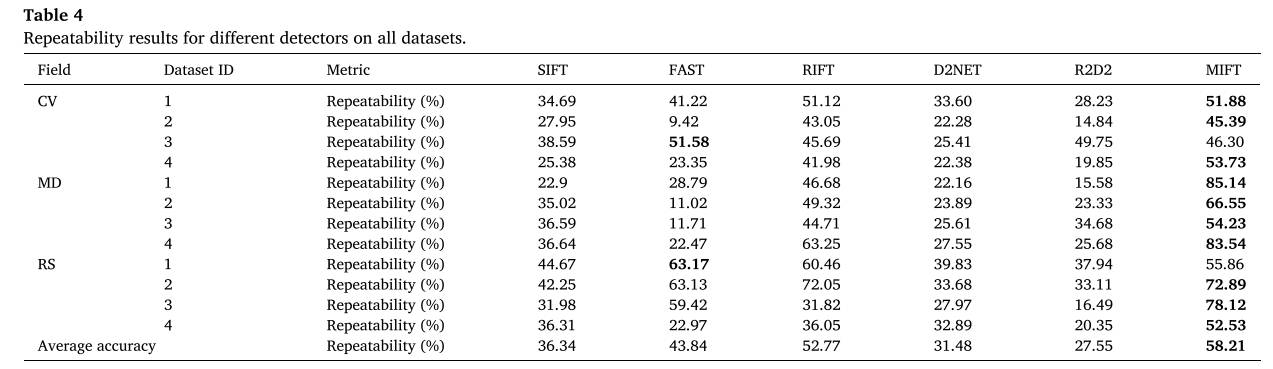 Table 4
Repeatability results for different detectors on all datasets.
Field Dataset ID Metric SIFT FAST RIFT D2NET R2D2 MIFT
CV 1 Repeatability (%) 34.69 41.22 51.12 33.60 28.23 51.88
2 Repeatability (%) 27.95 9.42 43.05 22.28 14.84 45.39
3 Repeatability (%) 38.59 51.58 45.69 25.41 49.75 46.30
4 Repeatability (%) 25.38 23.35 41.98 22.38 19.85 53.73
MD 1 Repeatability (%) 22.9 28.79 46.68 22.16 15.58 85.14
2 Repeatability (%) 35.02 11.02 49.32 23.89 23.33 66.55
3 Repeatability (%) 36.59 11.71 44.71 25.61 34.68 54.23
4 Repeatability (%) 36.64 22.47 63.25 27.55 25.68 83.54
RS 1 Repeatability (%) 44.67 63.17 60.46 39.83 37.94 55.86
2 Repeatability (%) 42.25 63.13 72.05 33.68 33.11 72.89
3 Repeatability (%) 31.98 59.42 31.82 27.97 16.49 78.12
4 Repeatability (%) 36.31 22.97 36.05 32.89 20.35 52.53
Average accuracy Repeatability (%) 36.34 43.84 52.77 31.48 27.55 58.21